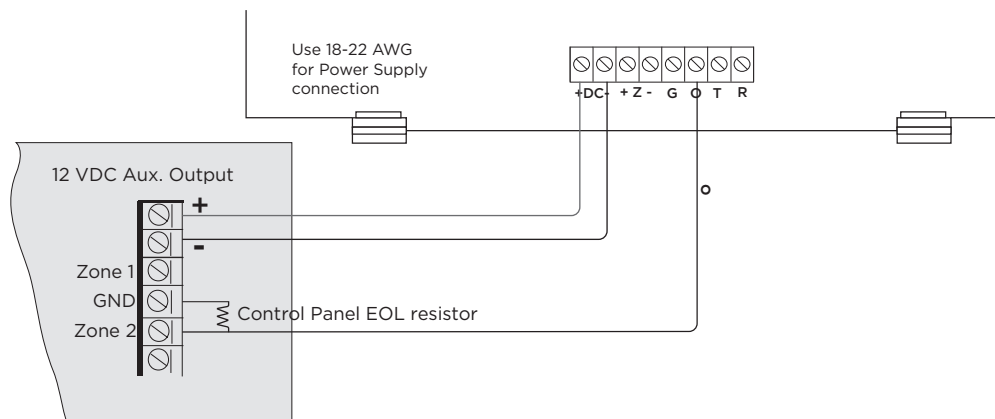 Use 18-22 AWG
for Power Supply
connection
+DC- + Z - G O T R
12 VDC Aux. Output
+
-
Zone 1
GND
Control Panel EOL resistor
Zone 2
O